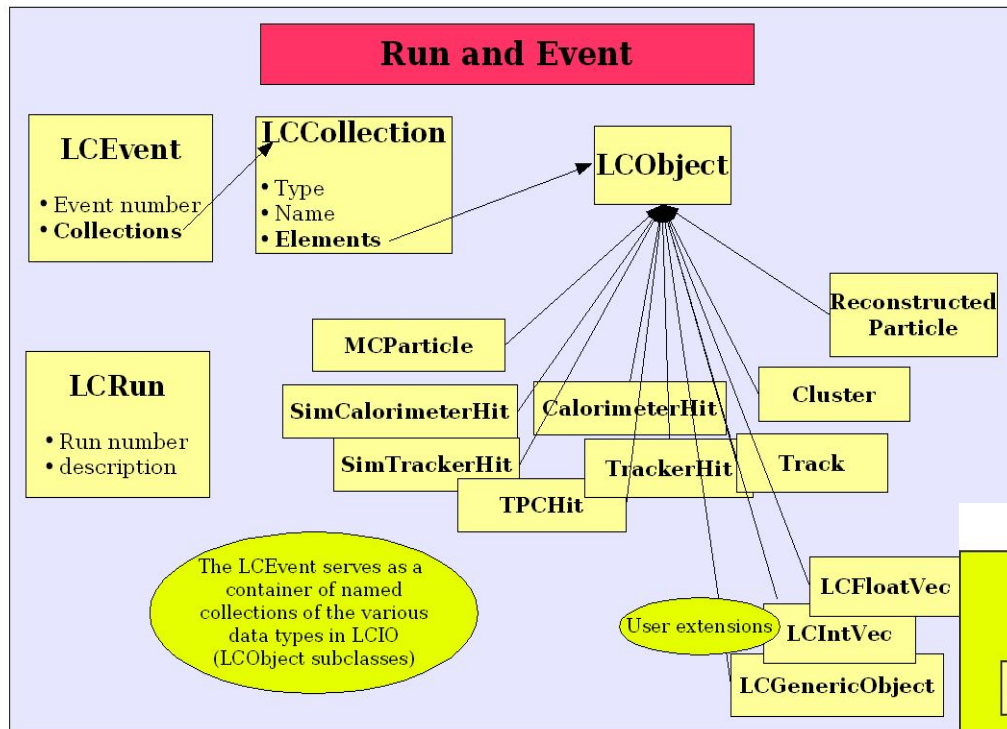 Run and Event
LCEvent
• Event number
• Collections
LCCollection
• Type
• Name
• Elements
LCObject
Reconstructed
Particle
MCParticle
LCRun
• Run number
• description
SimCalorimeterHit
CalorimeterHit
Cluster
SimTrackerHit
TrackerHit
Track
TPCHit
The LCEvent serves as a
container of named
collections of the various
data types in LCIO
(LCObject subclasses)
User extensions
LCFloatVec
LCIntVec
LCGenericObject